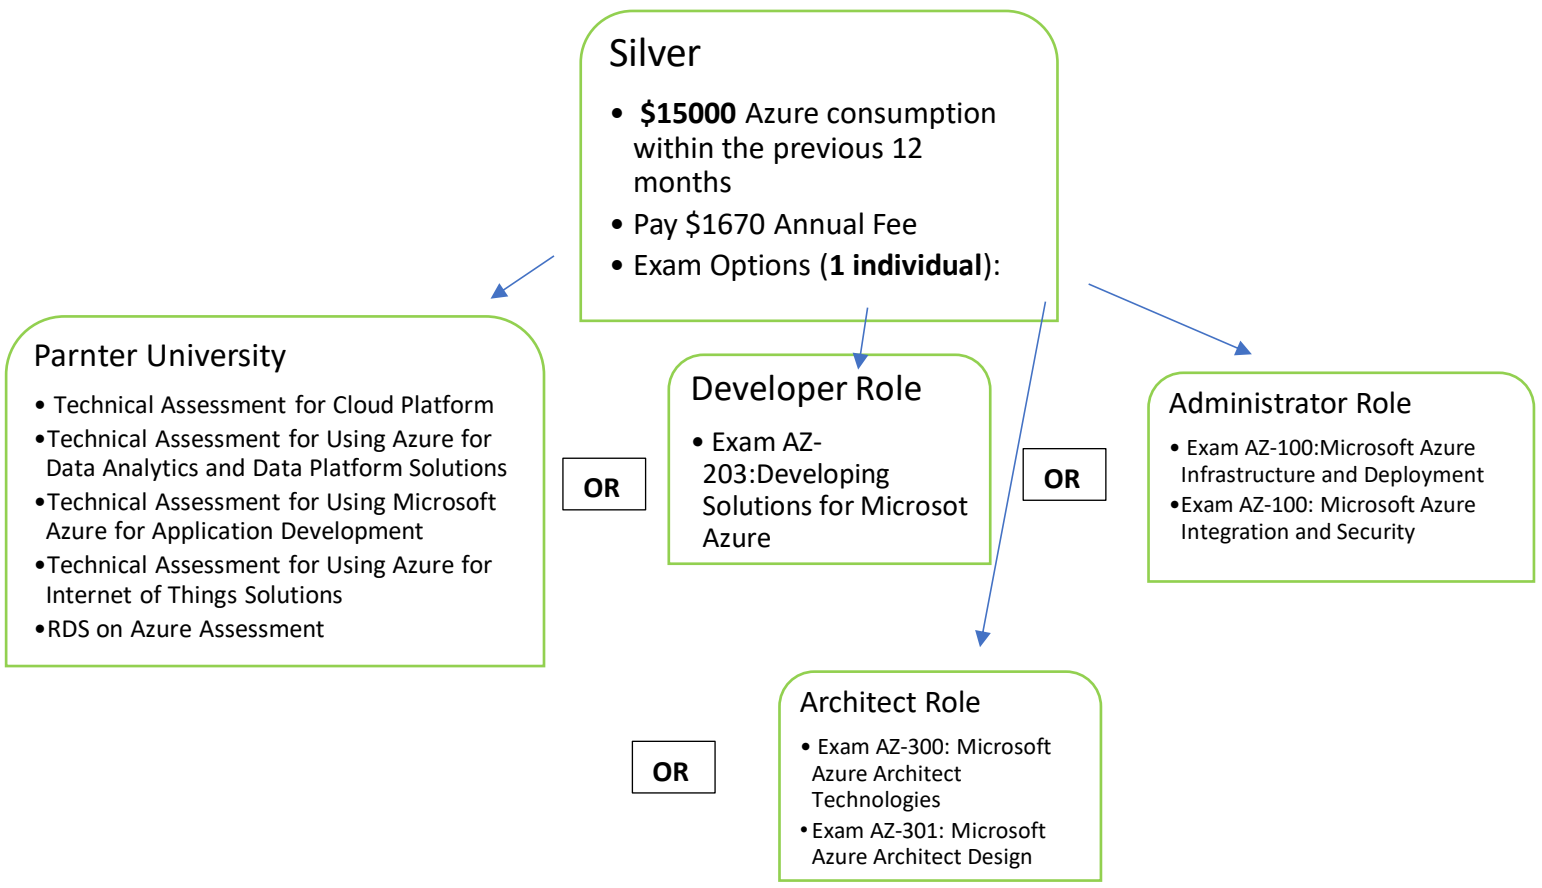 Silver
• $15000 Azure consumption
within the previous 12
months
• Pay $1670 Annual Fee
• Exam Options (1 individual):
Parnter University
• Technical Assessment for Cloud Platform
•Technical Assessment for Using Azure for
Data Analytics and Data Platform Solutions
•Technical Assessment for Using Microsoft
Azure for Application Development
•Technical Assessment for Using Azure for
Internet of Things Solutions
•RDS on Azure Assessment
OR
Developer Role
• Exam AZ-
203:Developing
Solutions for Microsot
Azure
OR
Administrator Role
• Exam AZ-100:Microsoft Azure
Infrastructure and Deployment
•Exam AZ-100: Microsoft Azure
Integration and Security
OR
Architect Role
• Exam AZ-300: Microsoft
Azure Architect
Technologies
• Exam AZ-301: Microsoft
Azure Architect Design